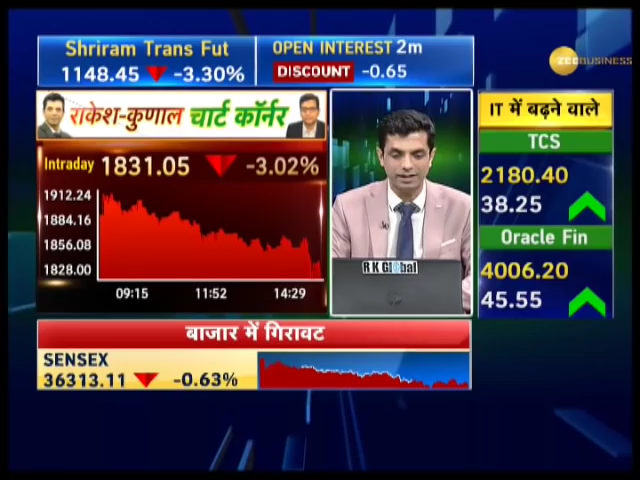 Shriram Trans Fut
1148.45 -3.30%
OPEN INTEREST 2m
DISCOUNT -0.65
ZEE BUSINESS
राकेश-कुणाल चार्ट कॉर्नर
Intraday 1831.05 -3.02%
1912.24
1884.16
1856.08
1828.00
09:15 11:52 14:29
R K Global
IT में बढ़ने वाले
TCS
2180.40
38.25
Oracle Fin
4006.20
45.55
बाजार में गिरावट
SENSEX
36313.11 -0.63%